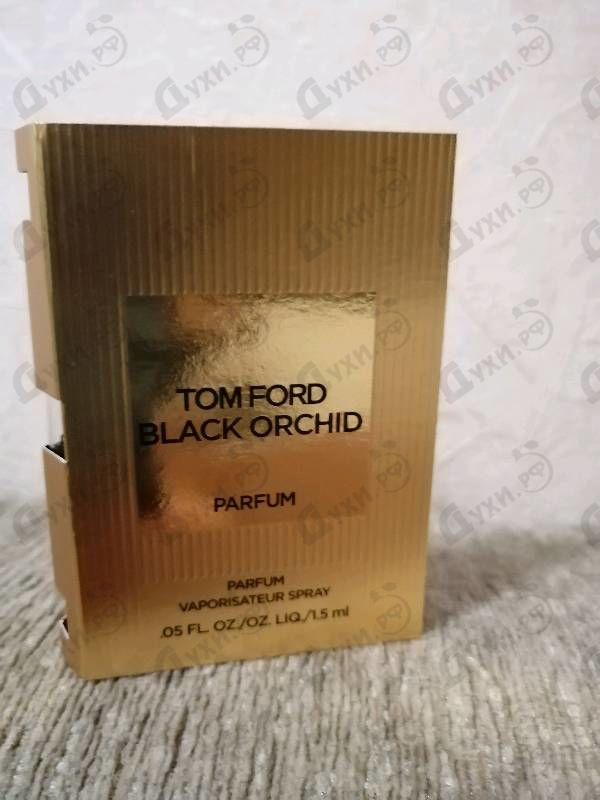 TOM FORD
BLACK ORCHID
PARFUM
PARFUM
VAPORISATEUR SPRAY
.05 FL. OZ./OZ. LIQ./1.5 ml
Духи.РФ